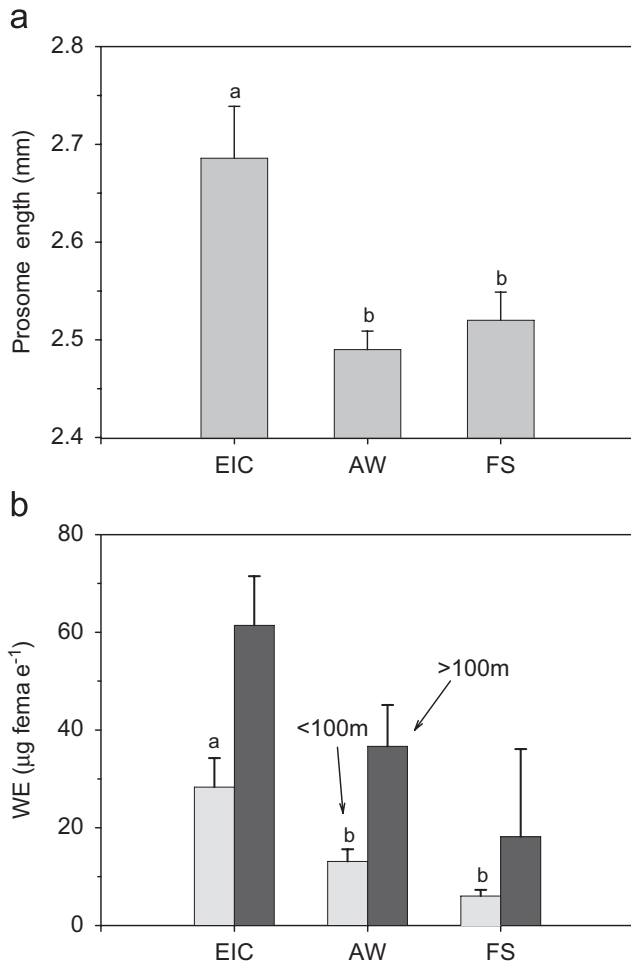 a
2.8
2.7
2.6
2.5
2.4
Prosome ength (mm)
a
b
b
EIC AW FS
b
80
60
40
20
0
WE (μg fema e⁻¹)
a
<100m
b
>100m
b
EIC AW FS